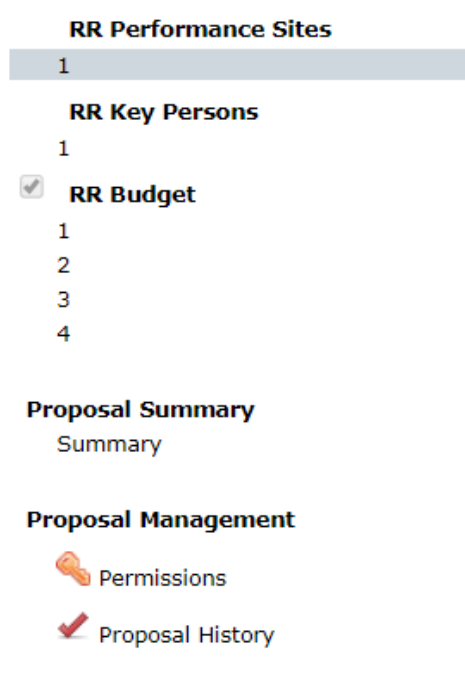 RR Performance Sites
1
RR Key Persons
1
RR Budget
1
2
3
4
Proposal Summary
Summary
Proposal Management
Permissions
Proposal History